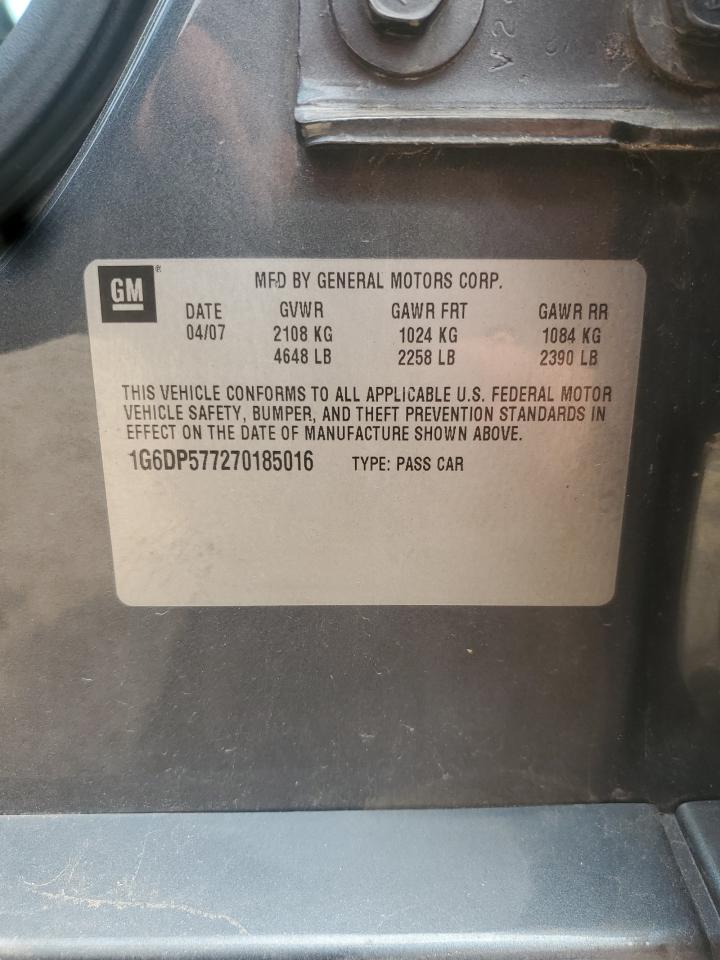 GM®
MFD BY GENERAL MOTORS CORP.
DATE GVWR GAWR FRT GAWR RR
04/07 2108 KG 1024 KG 1084 KG
4648 LB 2258 LB 2390 LB
THIS VEHICLE CONFORMS TO ALL APPLICABLE U.S. FEDERAL MOTOR
VEHICLE SAFETY, BUMPER, AND THEFT PREVENTION STANDARDS IN
EFFECT ON THE DATE OF MANUFACTURE SHOWN ABOVE.
1G6DP577270185016 TYPE: PASS CAR